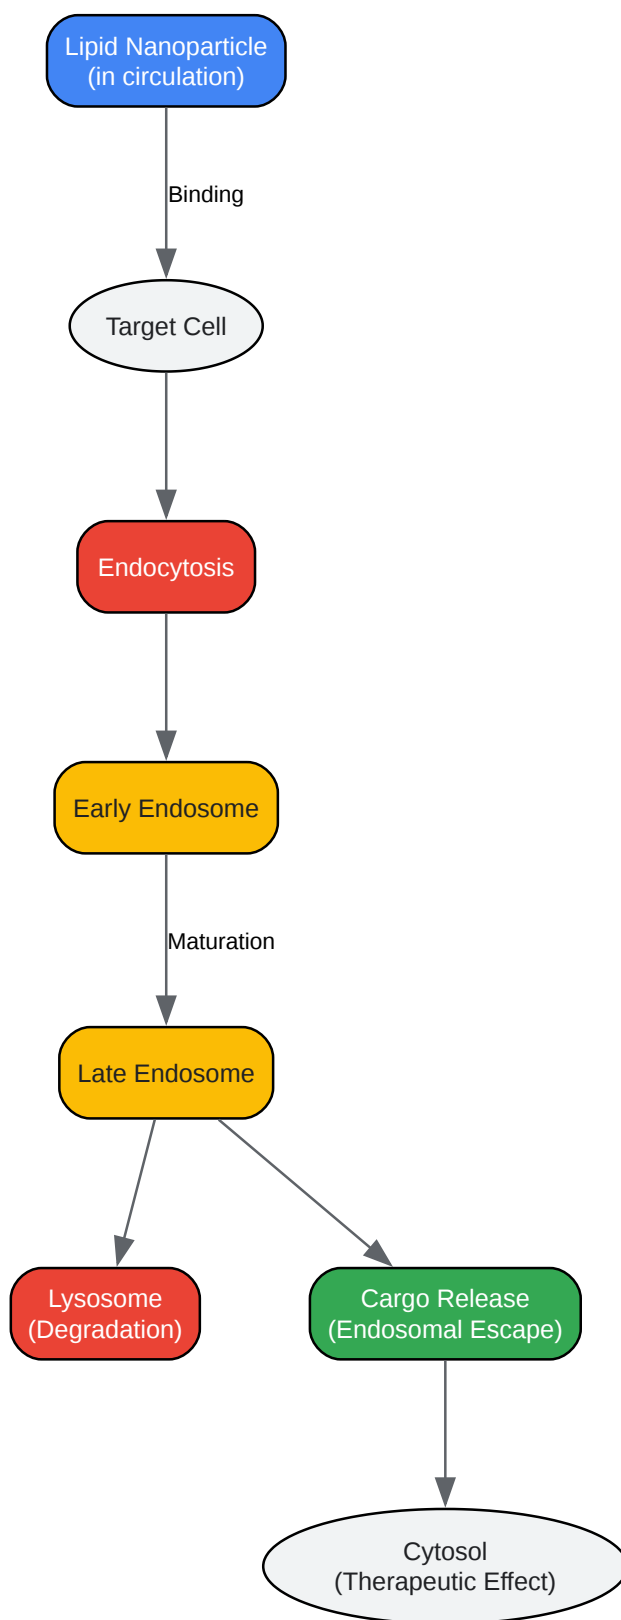 Lipid Nanoparticle
(in circulation)
Binding
Target Cell
Endocytosis
Early Endosome
Maturation
Late Endosome
Lysosome
(Degradation)
Cargo Release
(Endosomal Escape)
Cytosol
(Therapeutic Effect)